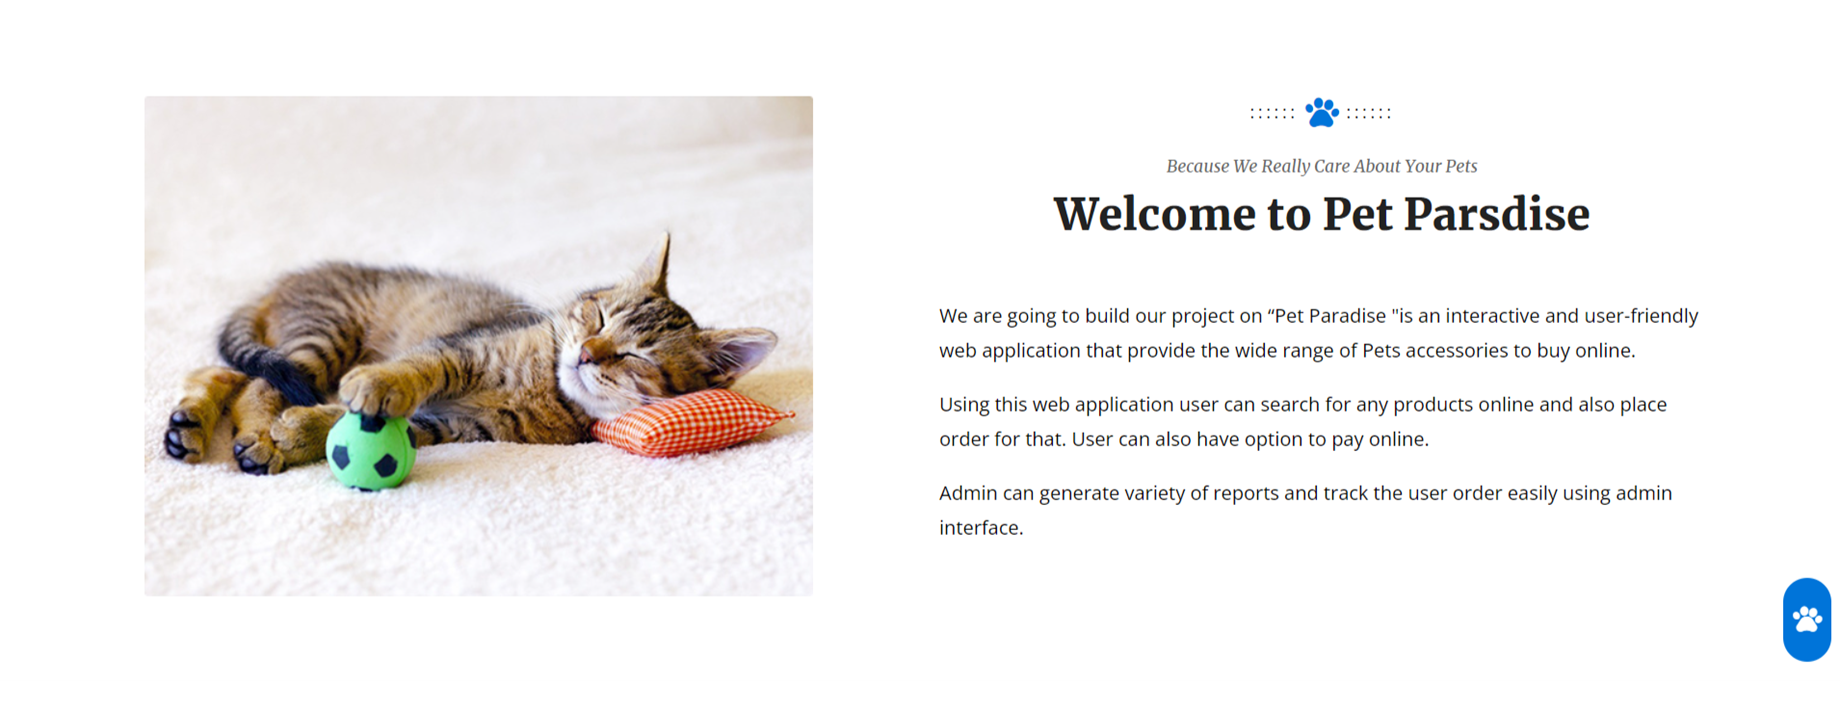 Because We Really Care About Your Pets
Welcome to Pet Parsdise
We are going to build our project on “Pet Paradise "is an interactive and user-friendly
web application that provide the wide range of Pets accessories to buy online.
Using this web application user can search for any products online and also place
order for that. User can also have option to pay online.
Admin can generate variety of reports and track the user order easily using admin
interface.